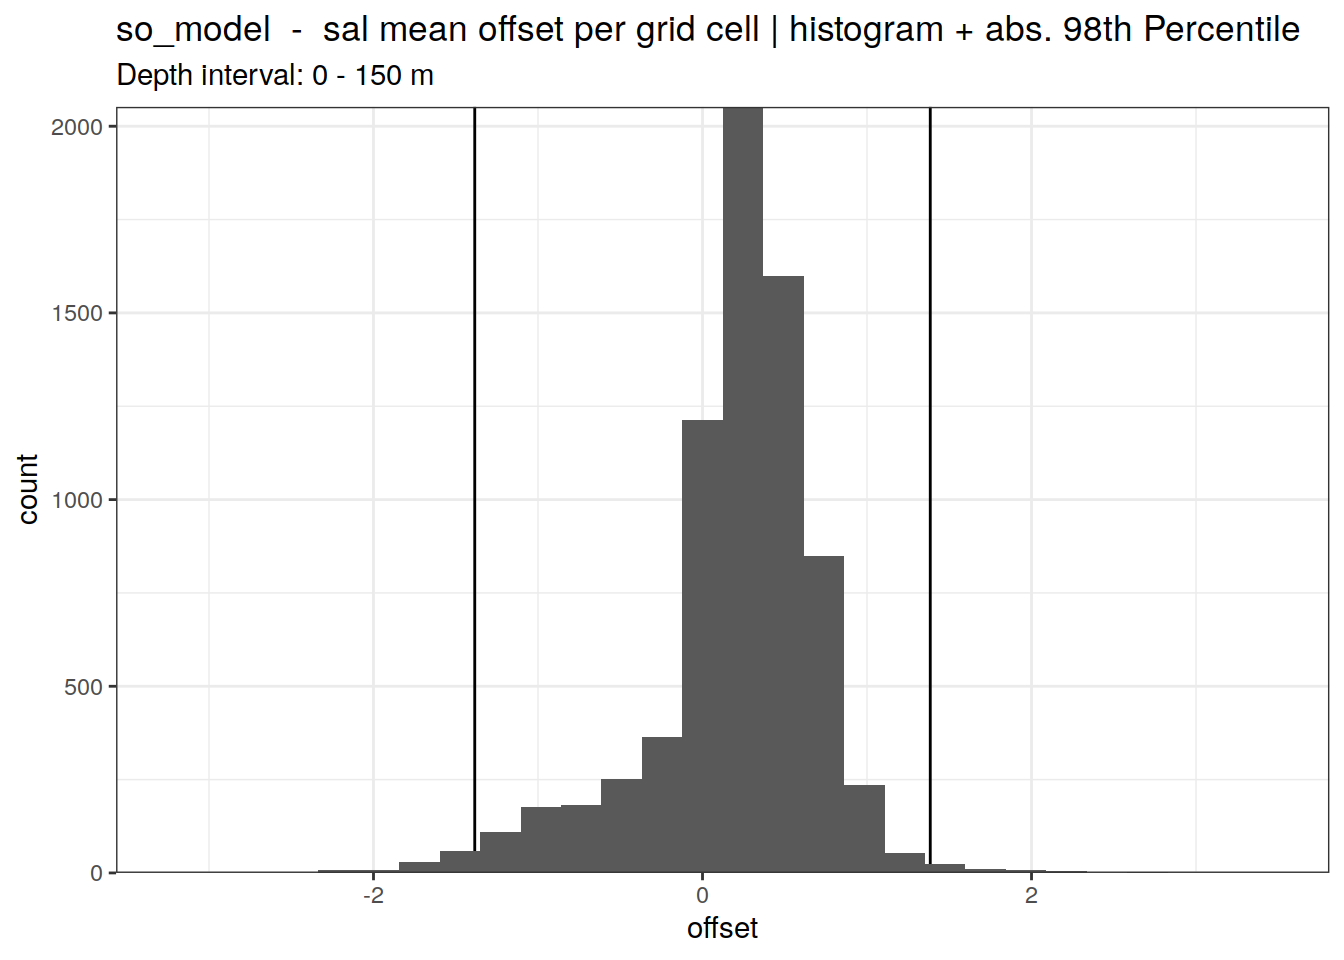 so_model  -  sal mean offset per grid cell | histogram + abs. 98th Percentile
Depth interval: 0 - 150 m
2000
1500
1000
500
0
count
-2
0
2
offset